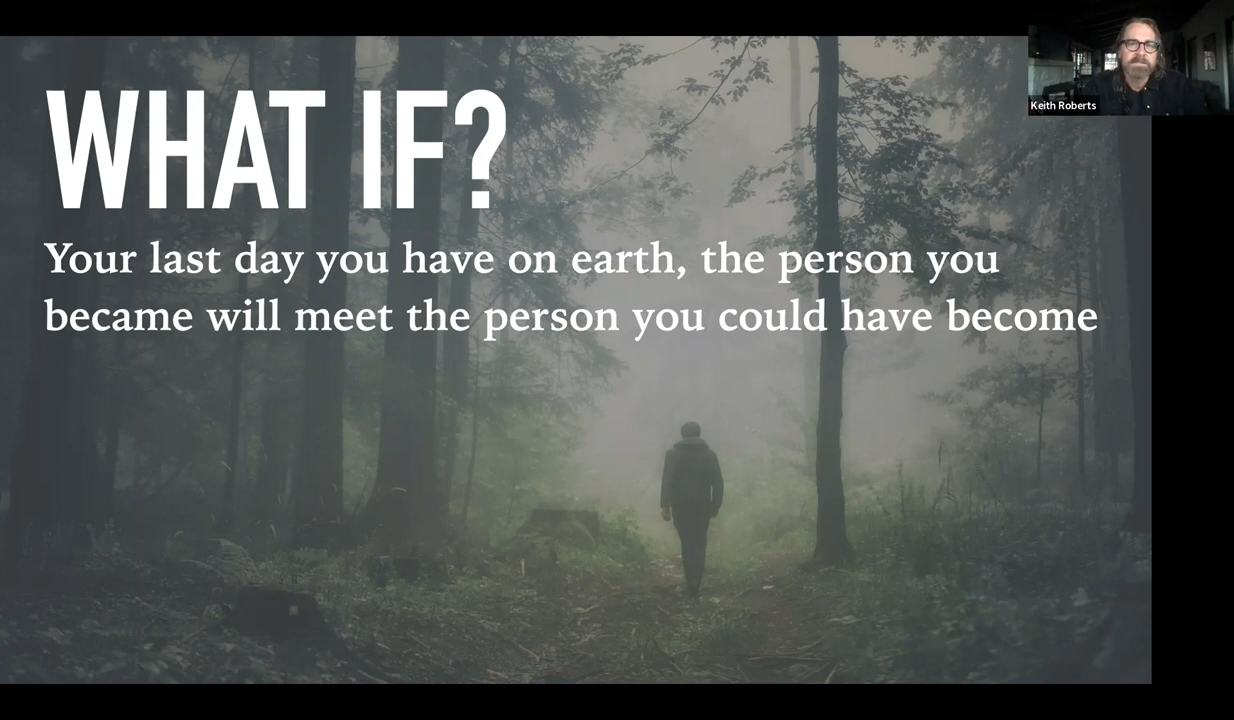 WHAT IF?
Your last day you have on earth, the person you
became will meet the person you could have become
Keith Roberts